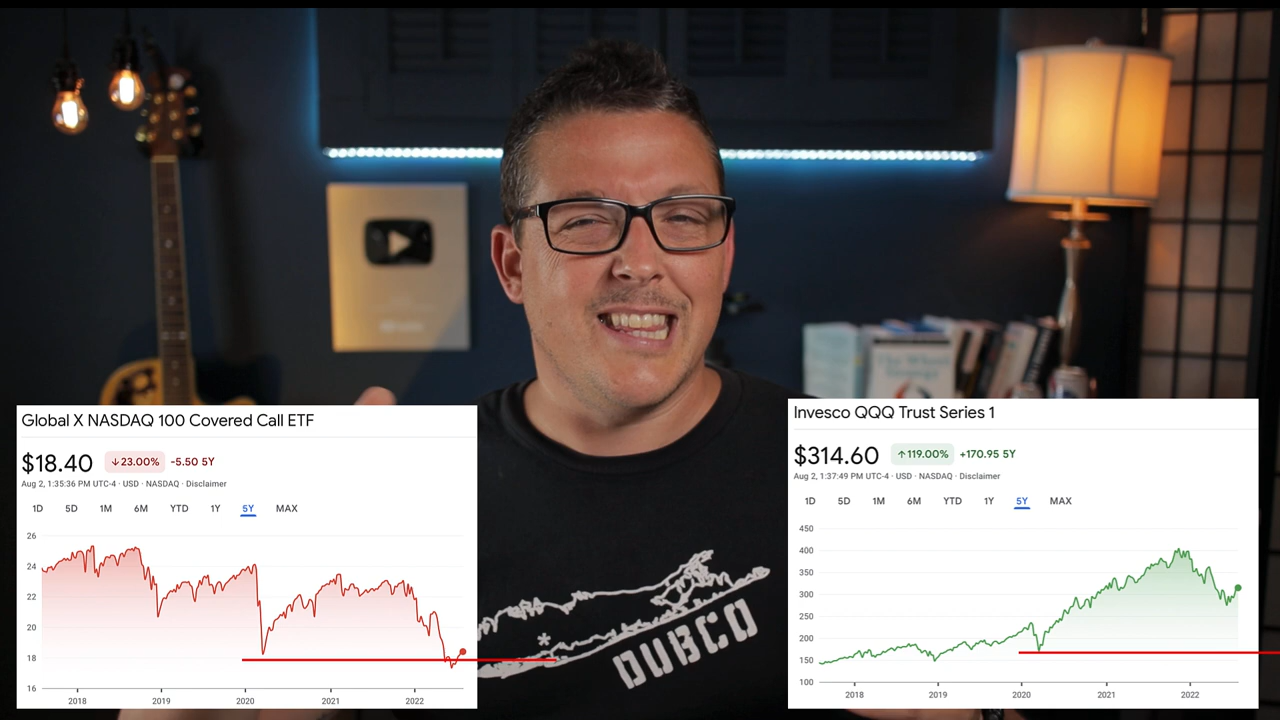 The Wheel
Strategy
Global X NASDAQ 100 Covered Call ETF
$18.40 ↓23.00% -5.50 5Y
Aug 2, 1:35:36 PM UTC-4 · USD · NASDAQ · Disclaimer
1D 5D 1M 6M YTD 1Y 5Y MAX
26
24
22
20
18
16
2018 2019 2020 2021 2022
Invesco QQQ Trust Series 1
$314.60 ↑119.00% +170.95 5Y
Aug 2, 1:37:49 PM UTC-4 · USD · NASDAQ · Disclaimer
1D 5D 1M 6M YTD 1Y 5Y MAX
450
400
350
300
250
200
150
100
2018 2019 2020 2021 2022
DUBCO